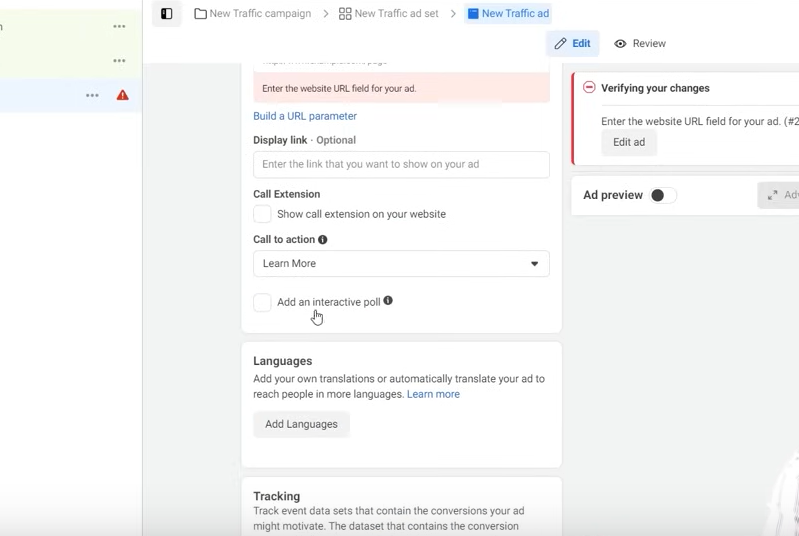 New Traffic campaign > New Traffic ad set > New Traffic ad
Edit Review
Enter the website URL field for your ad.
Build a URL parameter
Display link · Optional
Enter the link that you want to show on your ad
Call Extension
Show call extension on your website
Call to action
Learn More
Add an interactive poll
Languages
Add your own translations or automatically translate your ad to
reach people in more languages. Learn more
Add Languages
Tracking
Track event data sets that contain the conversions your ad
might motivate. The dataset that contains the conversion
Verifying your changes
Enter the website URL field for your ad. (#2
Edit ad
Ad preview